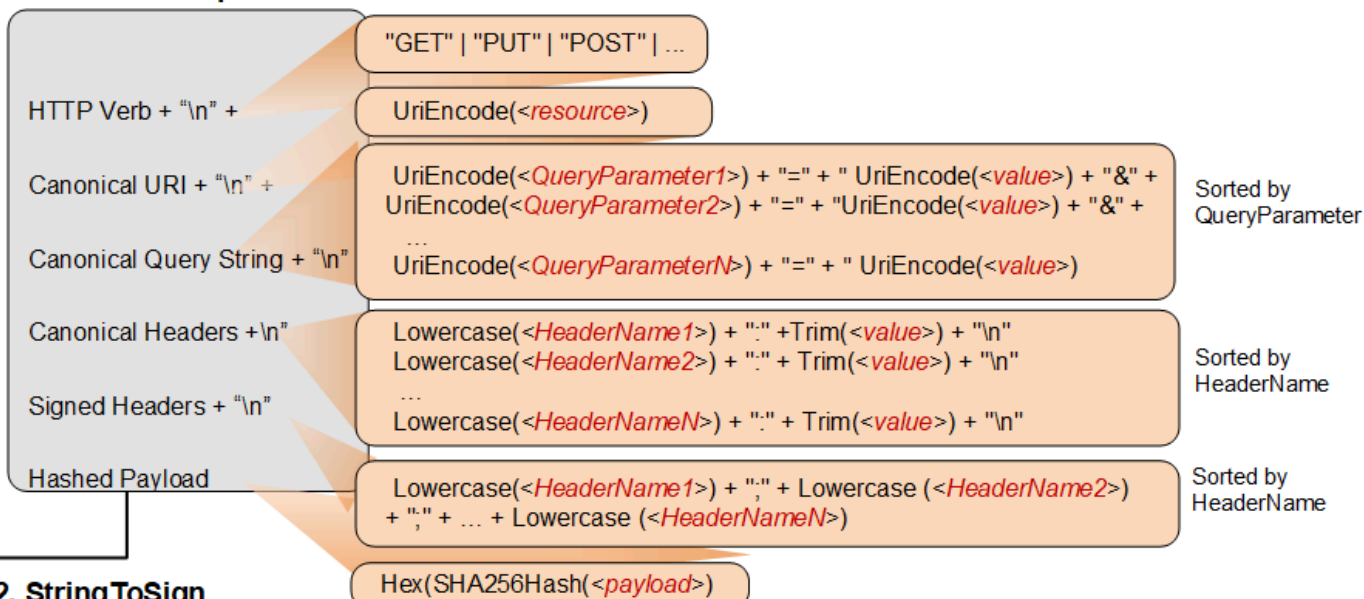 "GET" | "PUT" | "POST" | ...
HTTP Verb + “\n” +
UriEncode(<resource>)
Canonical URI + “\n” +
UriEncode(<QueryParameter1>) + "=" + " UriEncode(<value>) + "&" +
UriEncode(<QueryParameter2>) + "=" + "UriEncode(<value>) + "&" +
...
UriEncode(<QueryParameterN>) + "=" + " UriEncode(<value>)
Sorted by
QueryParameter
Canonical Query String + “\n”
Canonical Headers +\n”
Lowercase(<HeaderName1>) + ":" +Trim(<value>) + "\n"
Lowercase(<HeaderName2>) + ":" + Trim(<value>) + "\n"
...
Lowercase(<HeaderNameN>) + ":" + Trim(<value>) + "\n"
Sorted by
HeaderName
Signed Headers + “\n”
Hashed Payload
Lowercase(<HeaderName1>) + ";" + Lowercase (<HeaderName2>)
+ ";" + ... + Lowercase (<HeaderNameN>)
Sorted by
HeaderName
Hex(SHA256Hash(<payload>)
2. StringToSign